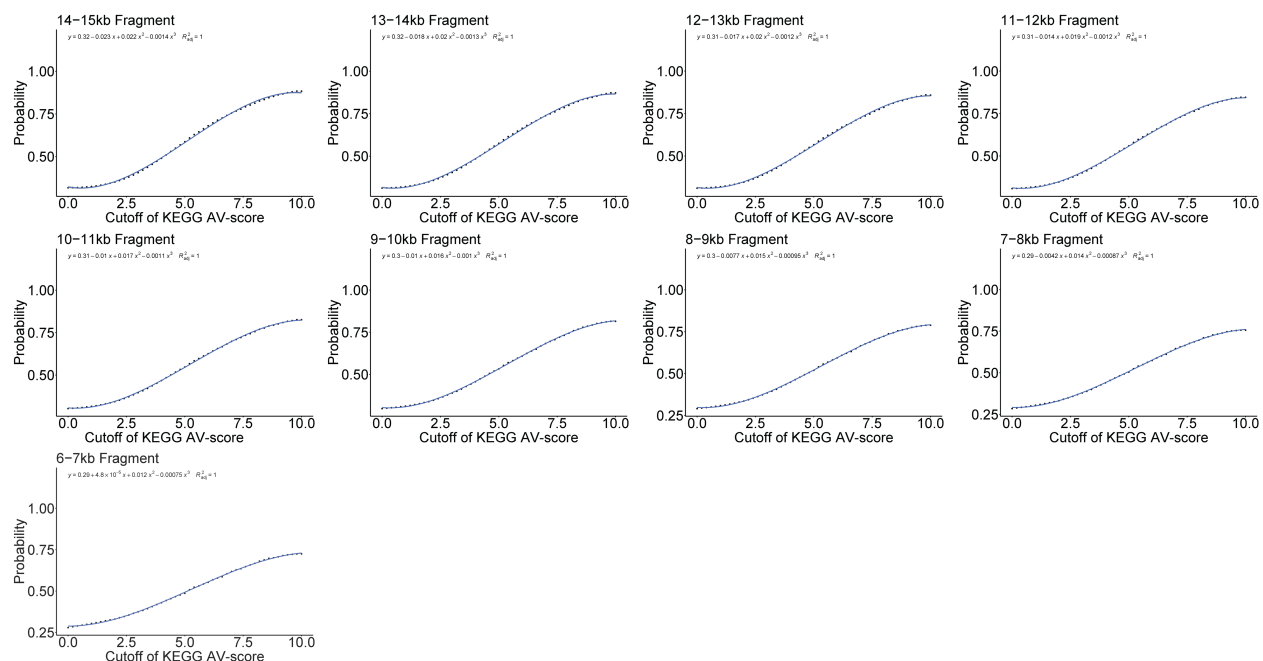 14−15kb Fragment
y = 0.32 − 0.023 x + 0.022 x² − 0.0014 x³ R²adj = 1
1.00
0.75
0.50
Probability
0.0 2.5 5.0 7.5 10.0
Cutoff of KEGG AV-score
13−14kb Fragment
y = 0.32 − 0.018 x + 0.02 x² − 0.0013 x³ R²adj = 1
1.00
0.75
0.50
Probability
0.0 2.5 5.0 7.5 10.0
Cutoff of KEGG AV-score
12−13kb Fragment
y = 0.31 − 0.017 x + 0.02 x² − 0.0012 x³ R²adj = 1
1.00
0.75
0.50
Probability
0.0 2.5 5.0 7.5 10.0
Cutoff of KEGG AV-score
11−12kb Fragment
y = 0.31 − 0.014 x + 0.019 x² − 0.0012 x³ R²adj = 1
1.00
0.75
0.50
Probability
0.0 2.5 5.0 7.5 10.0
Cutoff of KEGG AV-score
10−11kb Fragment
y = 0.31 − 0.01 x + 0.017 x² − 0.0011 x³ R²adj = 1
1.00
0.75
0.50
Probability
0.0 2.5 5.0 7.5 10.0
Cutoff of KEGG AV-score
9−10kb Fragment
y = 0.3 − 0.01 x + 0.016 x² − 0.001 x³ R²adj = 1
1.00
0.75
0.50
Probability
0.0 2.5 5.0 7.5 10.0
Cutoff of KEGG AV-score
8−9kb Fragment
y = 0.3 − 0.0077 x + 0.015 x² − 0.00095 x³ R²adj = 1
1.00
0.75
0.50
0.25
Probability
0.0 2.5 5.0 7.5 10.0
Cutoff of KEGG AV-score
7−8kb Fragment
y = 0.29 − 0.0042 x + 0.014 x² − 0.00087 x³ R²adj = 1
1.00
0.75
0.50
0.25
Probability
0.0 2.5 5.0 7.5 10.0
Cutoff of KEGG AV-score
6−7kb Fragment
y = 0.29 + 4.8 × 10⁻⁵ x + 0.012 x² − 0.00075 x³ R²adj = 1
1.00
0.75
0.50
0.25
Probability
0.0 2.5 5.0 7.5 10.0
Cutoff of KEGG AV-score